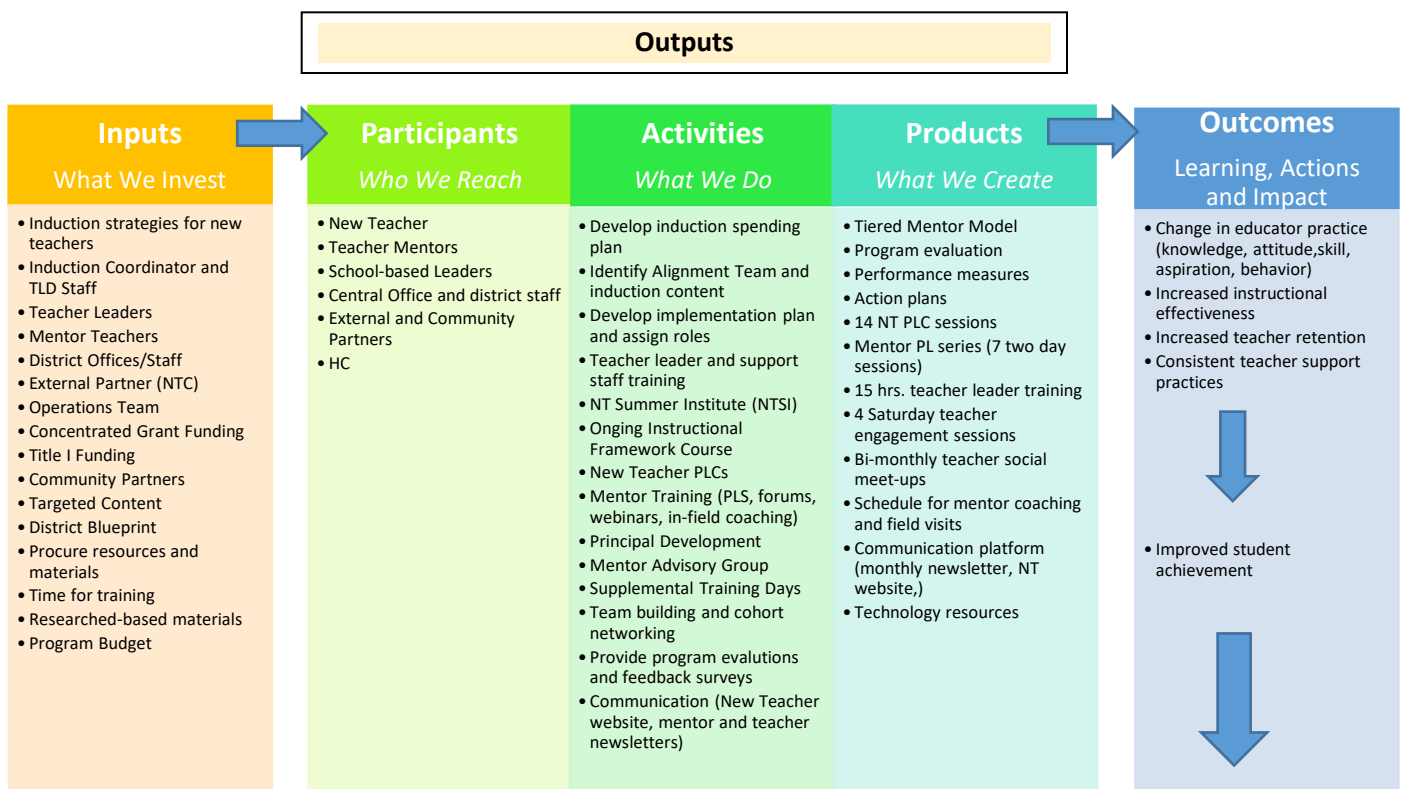 Outputs
Inputs
What We Invest
• Induction strategies for new
teachers
• Induction Coordinator and
TLD Staff
• Teacher Leaders
• Mentor Teachers
• District Offices/Staff
• External Partner (NTC)
• Operations Team
• Concentrated Grant Funding
• Title I Funding
• Community Partners
• Targeted Content
• District Blueprint
• Procure resources and
materials
• Time for training
• Researched-based materials
• Program Budget
Participants
Who We Reach
• New Teacher
• Teacher Mentors
• School-based Leaders
• Central Office and district staff
• External and Community
Partners
• HC
Activities
What We Do
• Develop induction spending
plan
• Identify Alignment Team and
induction content
• Develop implementation plan
and assign roles
• Teacher leader and support
staff training
• NT Summer Institute (NTSI)
• Onging Instructional
Framework Course
• New Teacher PLCs
• Mentor Training (PLS, forums,
webinars, in-field coaching)
• Principal Development
• Mentor Advisory Group
• Supplemental Training Days
• Team building and cohort
networking
• Provide program evalutions
and feedback surveys
• Communication (New Teacher
website, mentor and teacher
newsletters)
Products
What We Create
• Tiered Mentor Model
• Program evaluation
• Performance measures
• Action plans
• 14 NT PLC sessions
• Mentor PL series (7 two day
sessions)
• 15 hrs. teacher leader training
• 4 Saturday teacher
engagement sessions
• Bi-monthly teacher social
meet-ups
• Schedule for mentor coaching
and field visits
• Communication platform
(monthly newsletter, NT
website,)
• Technology resources
Outcomes
Learning, Actions
and Impact
• Change in educator practice
(knowledge, attitude,skill,
aspiration, behavior)
• Increased instructional
effectiveness
• Increased teacher retention
• Consistent teacher support
practices
• Improved student
achievement